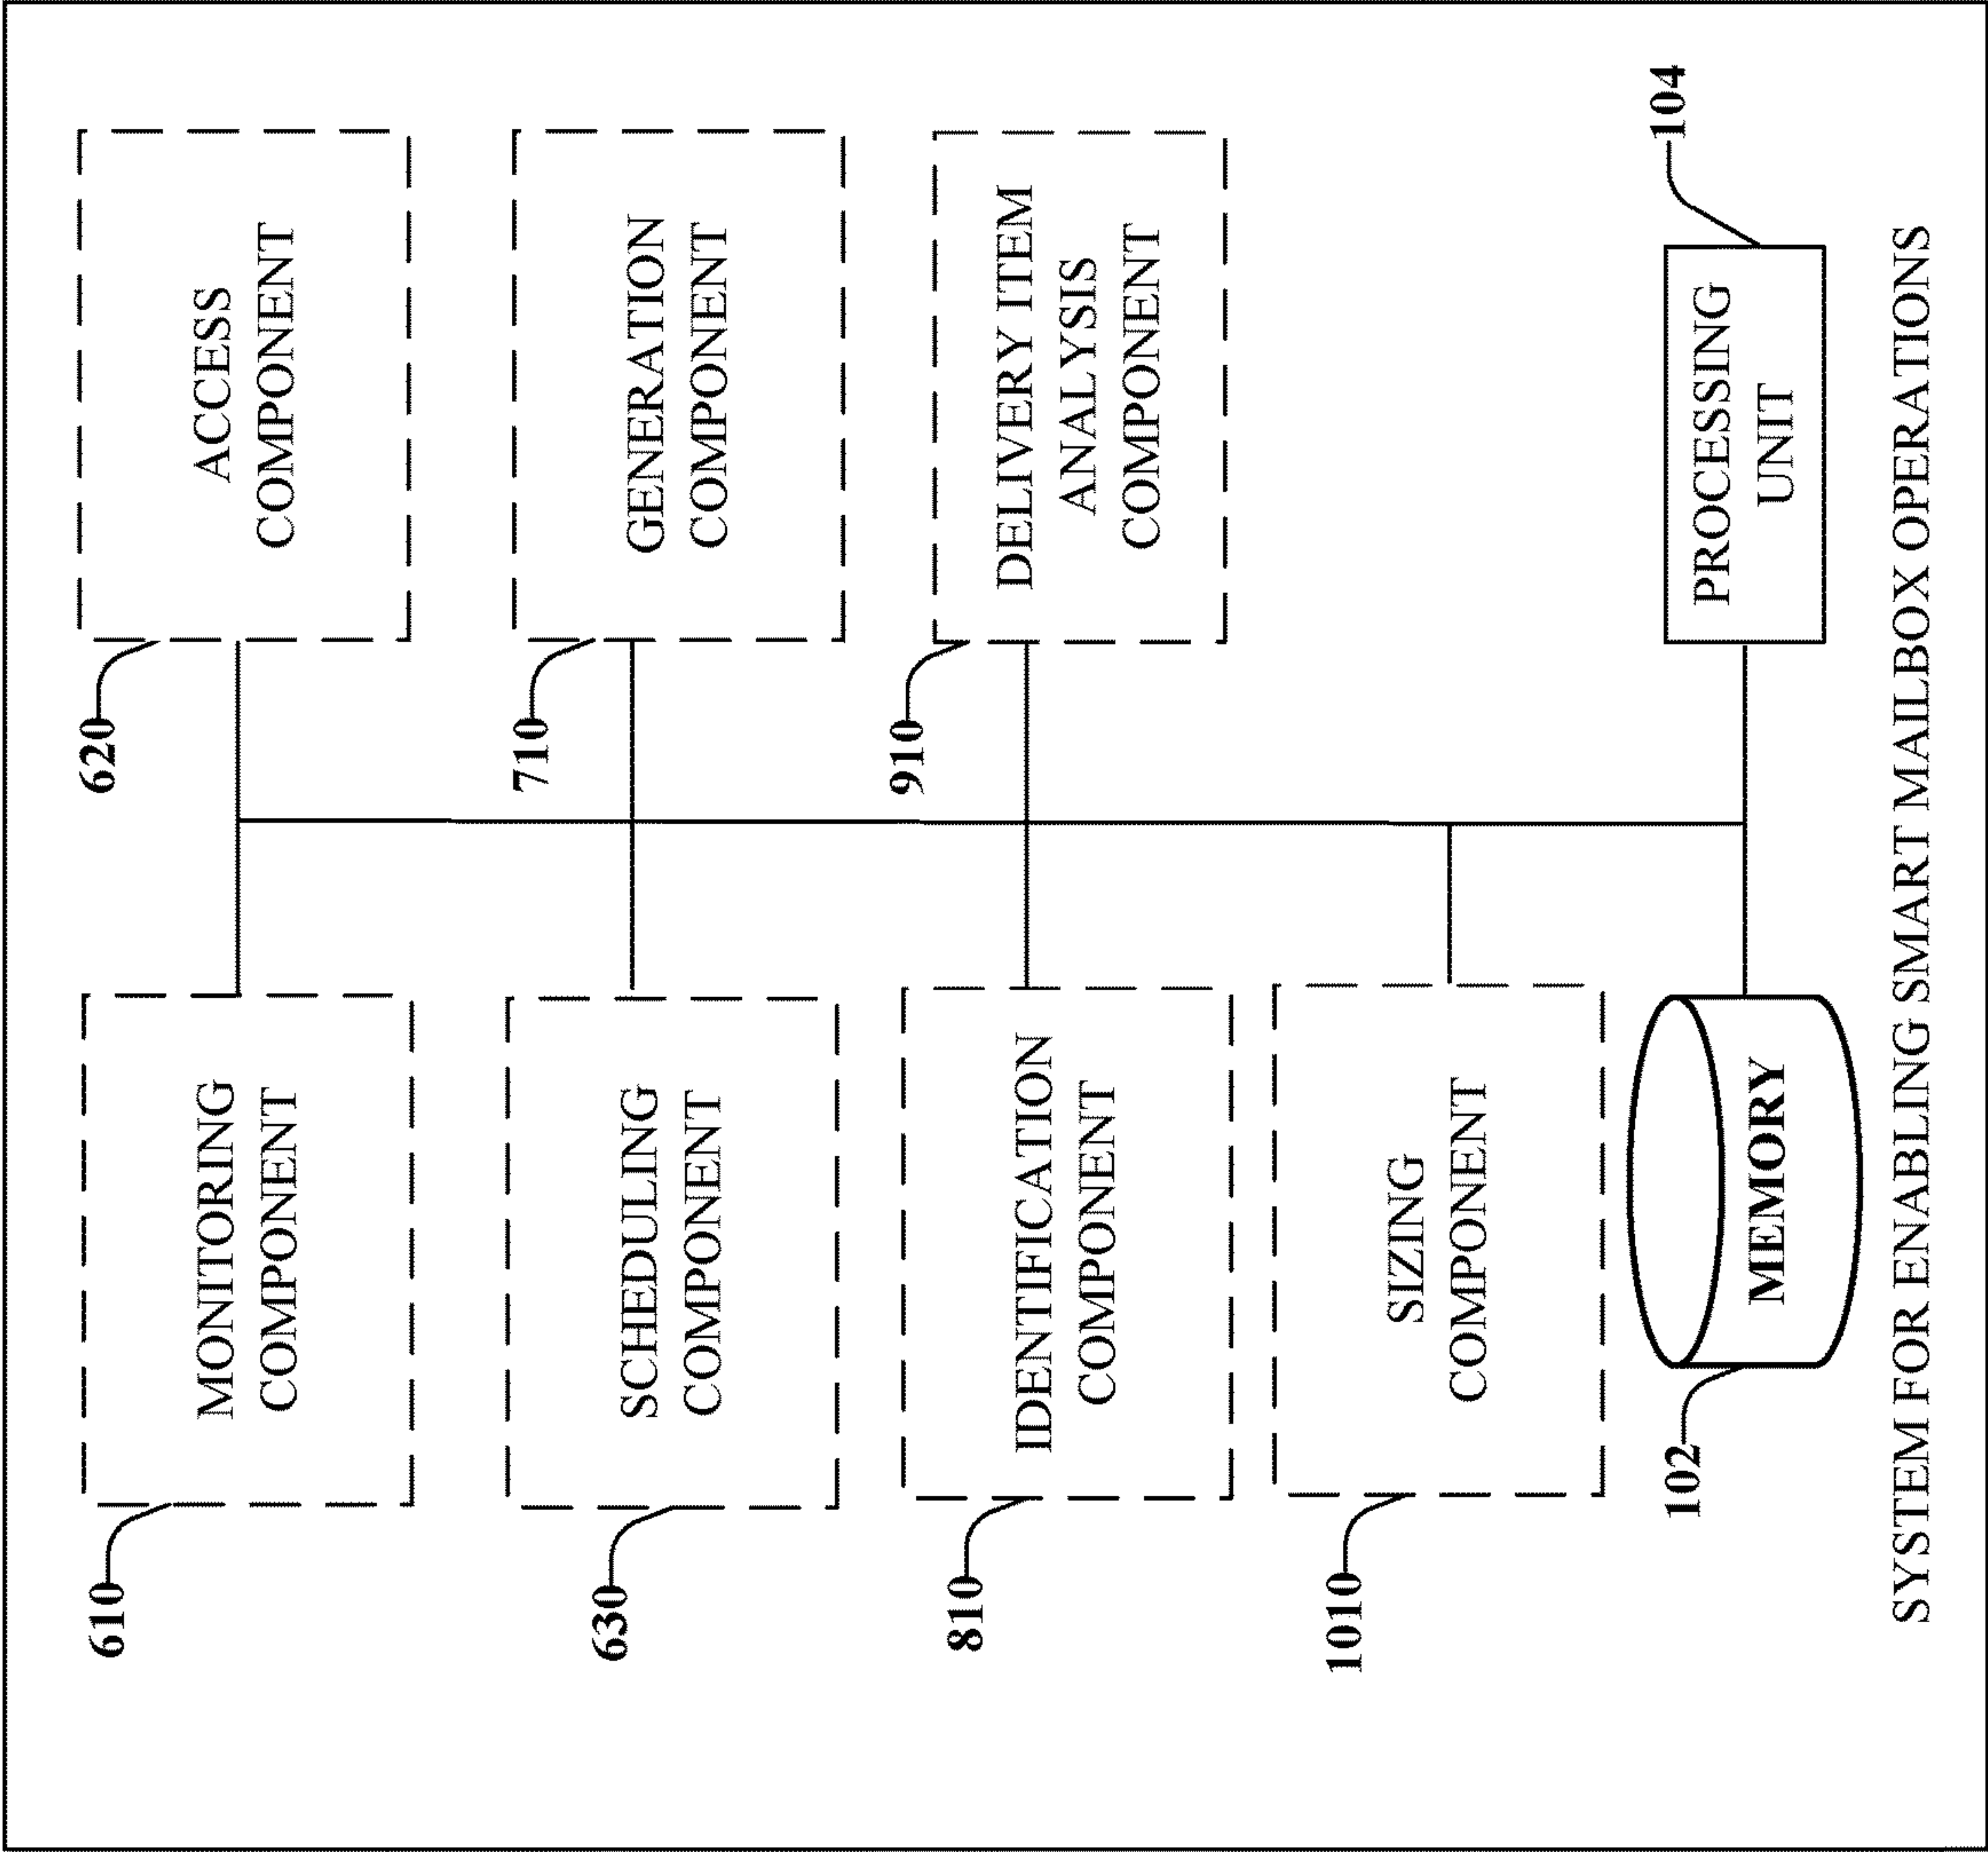 610
MONITORING
COMPONENT
620
ACCESS
COMPONENT
630
SCHEDULING
COMPONENT
710
GENERATION
COMPONENT
810
IDENTIFICATION
COMPONENT
910
DELIVERY ITEM
ANALYSIS
COMPONENT
1010
SIZING
COMPONENT
102
MEMORY
104
PROCESSING
UNIT
SYSTEM FOR ENABLING SMART MAILBOX OPERATIONS